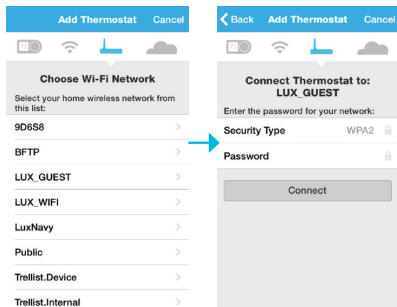 Add Thermostat Cancel
Choose Wi-Fi Network
Select your home wireless network from
this list:
9D6S8
BFTP
LUX_GUEST
LUX_WIFI
LuxNavy
Public
Trellist.Device
Trellist.Internal
Back Add Thermostat Cancel
Connect Thermostat to:
LUX_GUEST
Enter the password for your network:
Security Type WPA2
Password
Connect